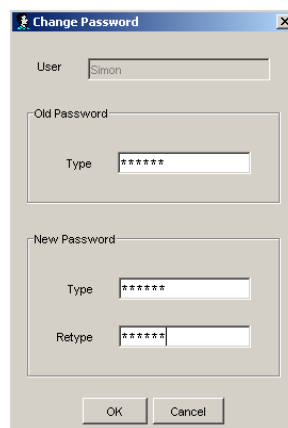 Change Password
User Simon
Old Password
Type ******
New Password
Type ******
Retype ******
OK Cancel